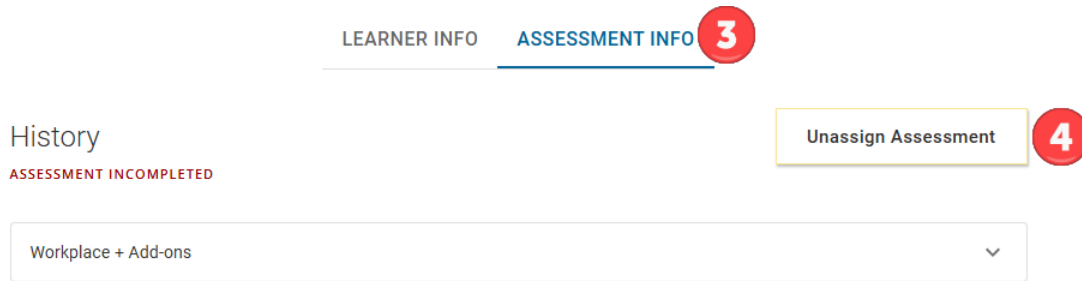 LEARNER INFO ASSESSMENT INFO 3
History
Unassign Assessment 4
ASSESSMENT INCOMPLETED
Workplace + Add-ons